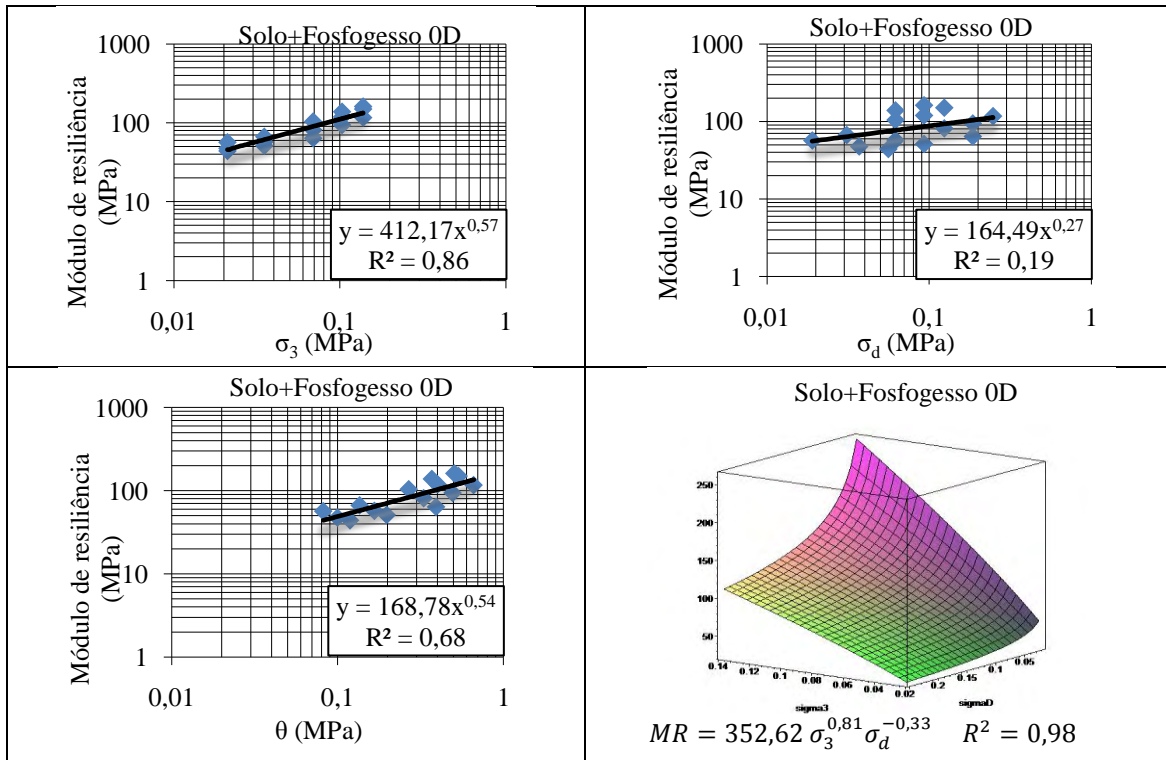 Solo+Fosfogesso 0D
Módulo de resiliência
(MPa)
1000
100
10
1
0,01
0,1
1
y = 412,17x^0,57
R² = 0,86
σ₃ (MPa)
Solo+Fosfogesso 0D
Módulo de resiliência
(MPa)
1000
100
10
1
0,01
0,1
1
y = 164,49x^0,27
R² = 0,19
σ_d (MPa)
Solo+Fosfogesso 0D
Módulo de resiliência
(MPa)
1000
100
10
1
0,01
0,1
1
y = 168,78x^0,54
R² = 0,68
θ (MPa)
Solo+Fosfogesso 0D
250
200
150
100
50
0.14
0.12
0.1
0.08
0.06
0.04
0.02
sigma3
0.2
0.15
0.1
0.05
sigmaD
MR = 352,62 σ₃^0,81 σ_d^−0,33 R² = 0,98